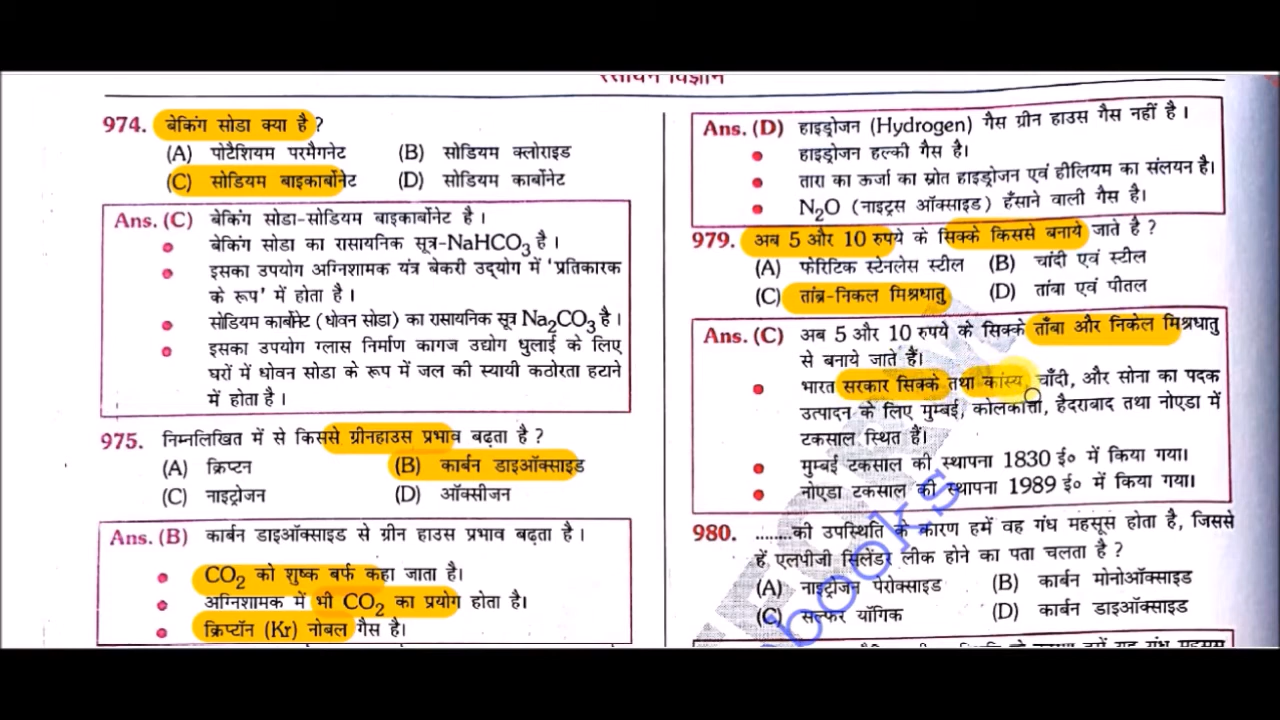 रसायन विज्ञान
974. बेकिंग सोडा क्या है ?
(A) पोटैशियम परमैगनेट (B) सोडियम क्लोराइड
(C) सोडियम बाइकार्बोनेट (D) सोडियम कार्बोनेट
Ans. (C) बेकिंग सोडा-सोडियम बाइकार्बोनेट है ।
● बेकिंग सोडा का रासायनिक सूत्र-NaHCO3 है ।
● इसका उपयोग अग्निशामक यंत्र बेकरी उद्योग में 'प्रतिकारक
के रूप' में होता है ।
● सोडियम कार्बोनेट (धोवन सोडा) का रासायनिक सूत्र Na2CO3 है ।
● इसका उपयोग ग्लास निर्माण कागज उद्योग धुलाई के लिए
घरों में धोवन सोडा के रूप में जल की स्थायी कठोरता हटाने
में होता है ।
975. निम्नलिखित में से किससे ग्रीनहाउस प्रभाव बढ़ता है ?
(A) क्रिप्टन (B) कार्बन डाइऑक्साइड
(C) नाइट्रोजन (D) ऑक्सीजन
Ans. (B) कार्बन डाइऑक्साइड से ग्रीन हाउस प्रभाव बढ़ता है ।
● CO2 को शुष्क बर्फ कहा जाता है।
● अग्निशामक में भी CO2 का प्रयोग होता है।
● क्रिप्टॉन (Kr) नोबल गैस है।
Ans. (D) हाइड्रोजन (Hydrogen) गैस ग्रीन हाउस गैस नहीं है ।
● हाइड्रोजन हल्की गैस है।
● तारा का ऊर्जा का स्रोत हाइड्रोजन एवं हीलियम का संलयन है।
● N2O (नाइट्रस ऑक्साइड) हँसाने वाली गैस है।
979. अब 5 और 10 रुपये के सिक्के किससे बनाये जाते है ?
(A) फेरिटिक स्टेनलेस स्टील (B) चांदी एवं स्टील
(C) तांब्र-निकल मिश्रधातु (D) तांबा एवं पीतल
Ans. (C) अब 5 और 10 रुपये के सिक्के ताँबा और निकेल मिश्रधातु
से बनाये जाते हैं।
● भारत सरकार सिक्के तथा कांस्य, चाँदी, और सोना का पदक
उत्पादन के लिए मुम्बई, कोलकात्ता, हैदराबाद तथा नोएडा में
टकसाल स्थित हैं।
● मुम्बई टकसाल की स्थापना 1830 ई० में किया गया।
● नोएडा टकसाल की स्थापना 1989 ई० में किया गया।
980. ........की उपस्थिति के कारण हमें वह गंध महसूस होता है, जिससे
हें, एलपीजी सिलेंडर लीक होने का पता चलता है ?
(A) नाइट्रोजन पेरोक्साइड (B) कार्बन मोनोऑक्साइड
(C) सल्फर यौगिक (D) कार्बन डाइऑक्साइड
books